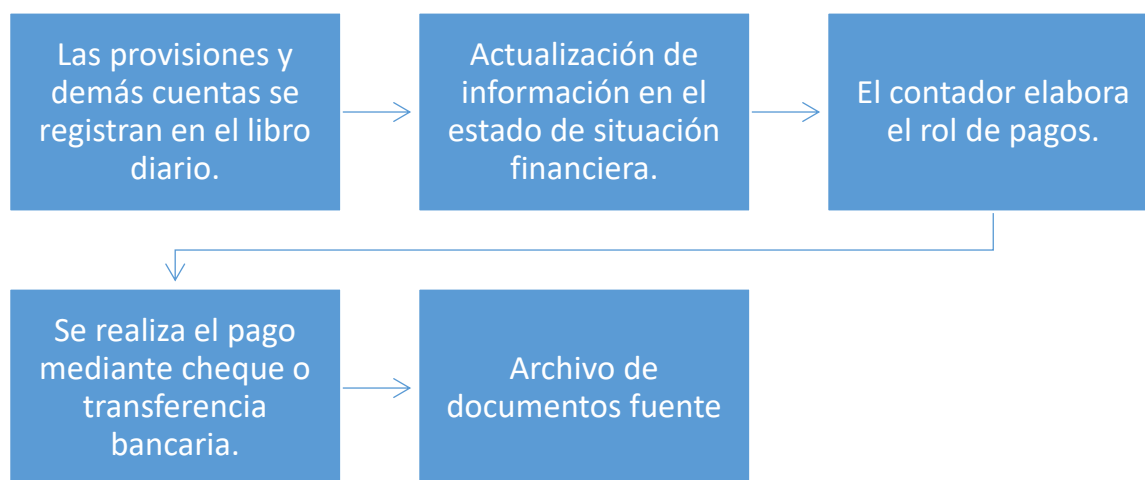 Las provisiones y
demás cuentas se
registran en el libro
diario.
Actualización de
información en el
estado de situación
financiera.
El contador elabora
el rol de pagos.
Se realiza el pago
mediante cheque o
transferencia
bancaria.
Archivo de
documentos fuente